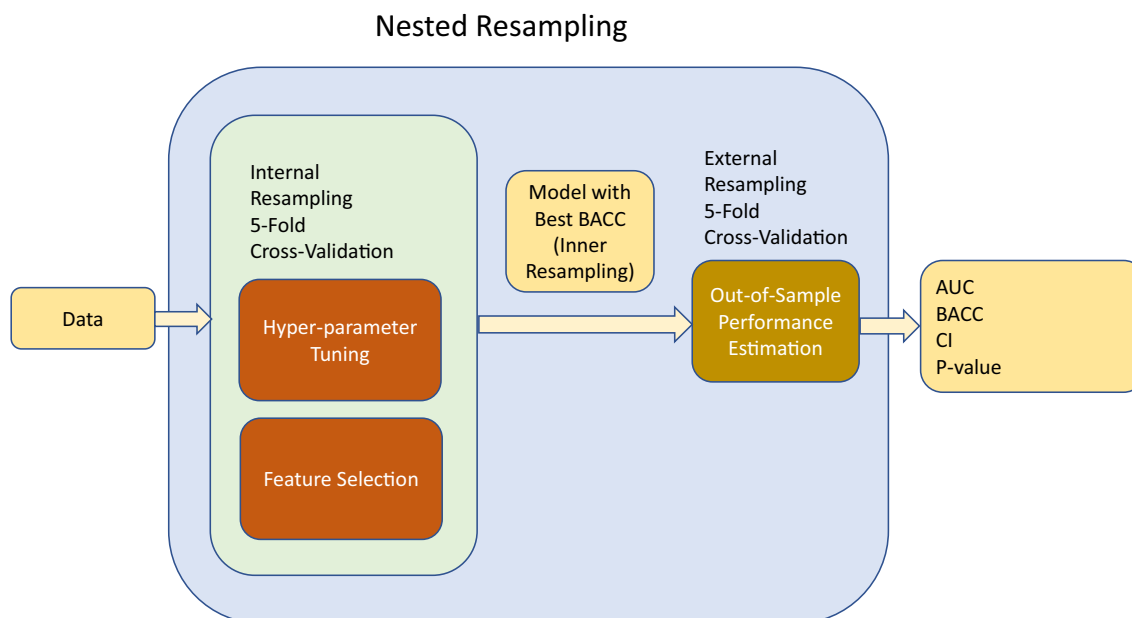 Nested Resampling
Data
Internal
Resampling
5-Fold
Cross-Validation
Hyper-parameter
Tuning
Feature Selection
Model with
Best BACC
(Inner
Resampling)
External
Resampling
5-Fold
Cross-Validation
Out-of-Sample
Performance
Estimation
AUC
BACC
CI
P-value